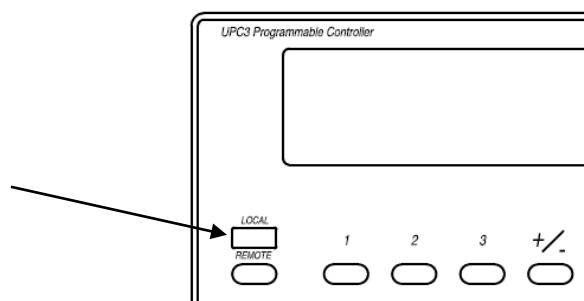 UPC3 Programmable Controller
LOCAL
REMOTE
1 2 3 +/-